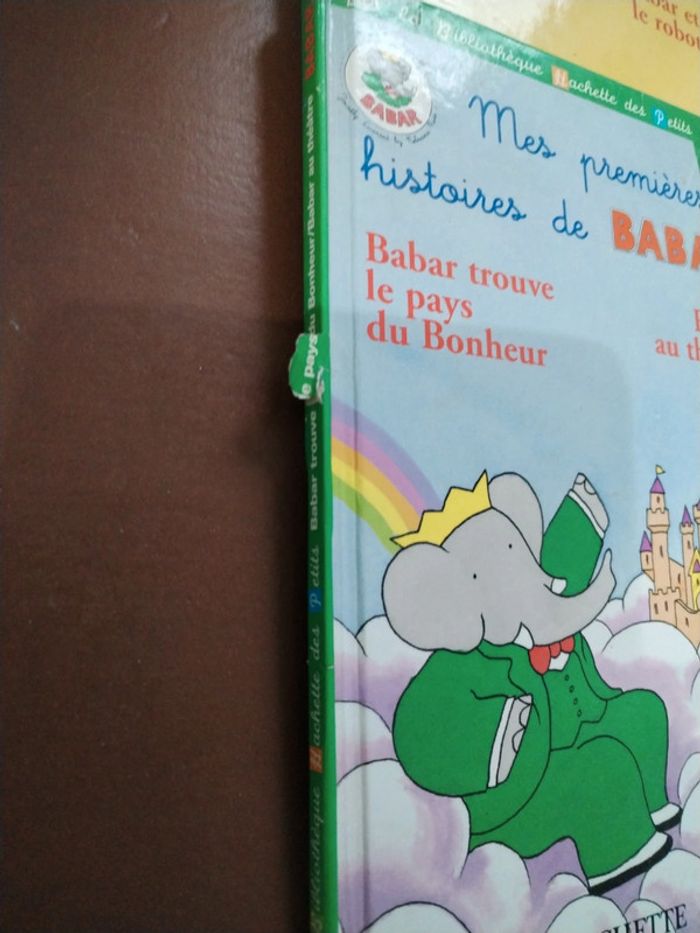 le robot
Bibliothèque Hachette des Petits
BABAR
Mes premières
histoires de BABA
Babar trouve
le pays
du Bonheur
au th
Bibliothèque Hachette des Petits Babar trouve le pays du Bonheur/Babar au théâtre BABAR